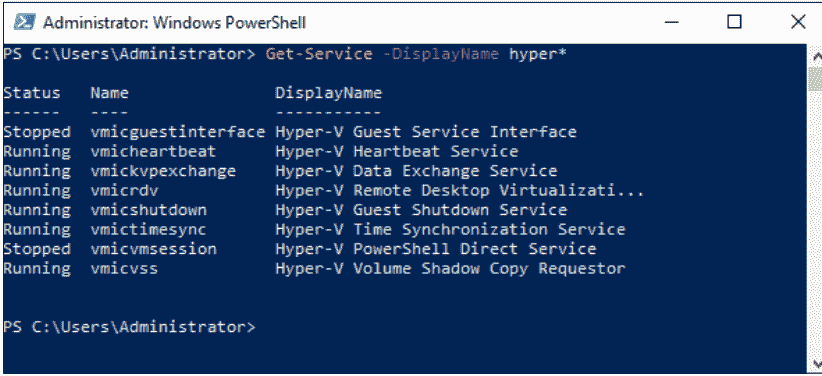 Administrator: Windows PowerShell
PS C:\Users\Administrator> Get-Service -DisplayName hyper*
Status Name DisplayName
------ ---- -----------
Stopped vmicguestinterface Hyper-V Guest Service Interface
Running vmicheartbeat Hyper-V Heartbeat Service
Running vmickvpexchange Hyper-V Data Exchange Service
Running vmicrdv Hyper-V Remote Desktop Virtualizati...
Running vmicshutdown Hyper-V Guest Shutdown Service
Running vmictimesync Hyper-V Time Synchronization Service
Stopped vmicvmsession Hyper-V PowerShell Direct Service
Running vmicvss Hyper-V Volume Shadow Copy Requestor
PS C:\Users\Administrator>